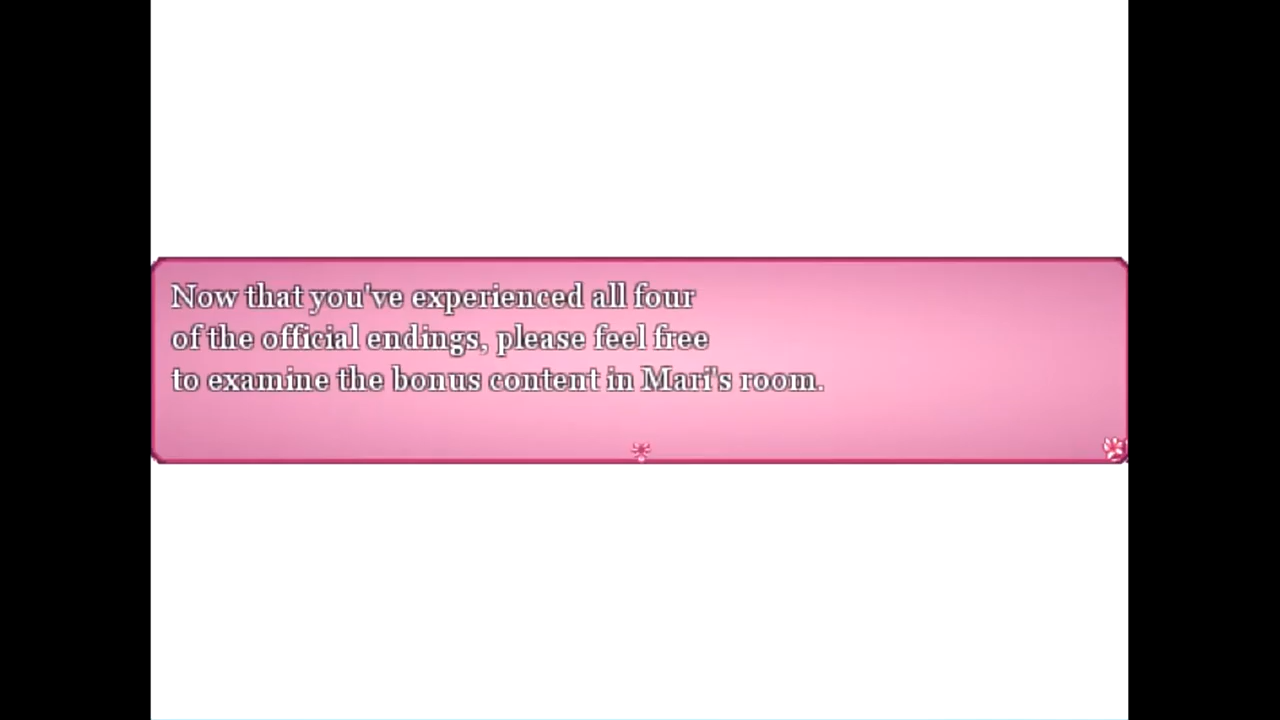 Now that you've experienced all four
of the official endings, please feel free
to examine the bonus content in Mari's room.